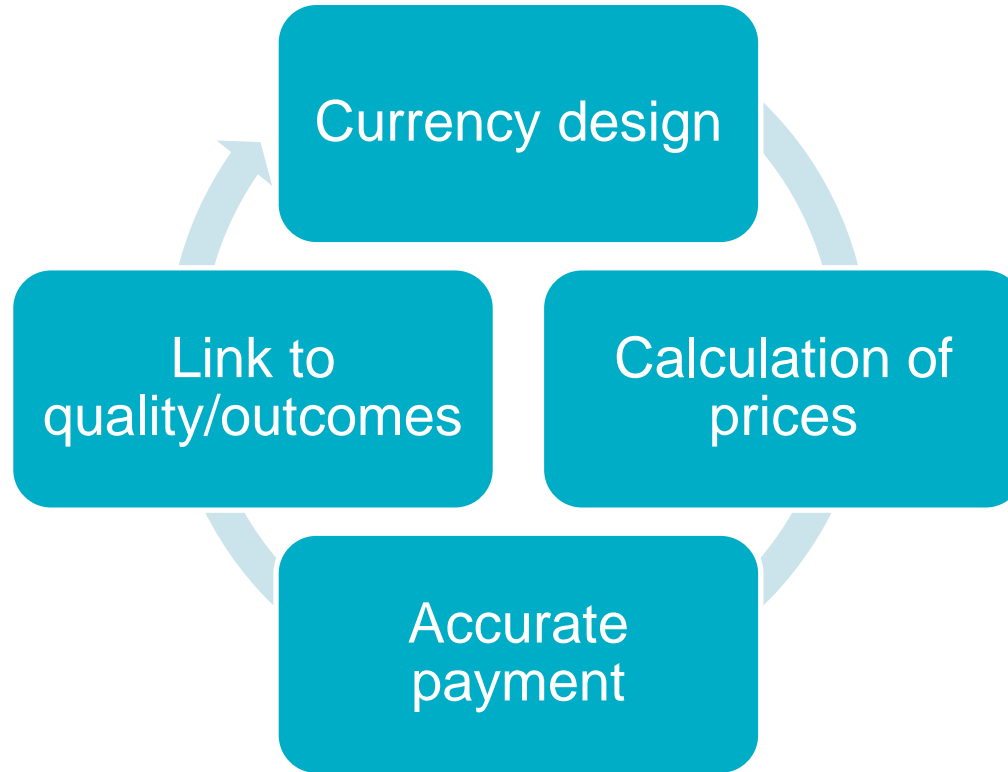 Currency design
Calculation of
prices
Accurate
payment
Link to
quality/outcomes